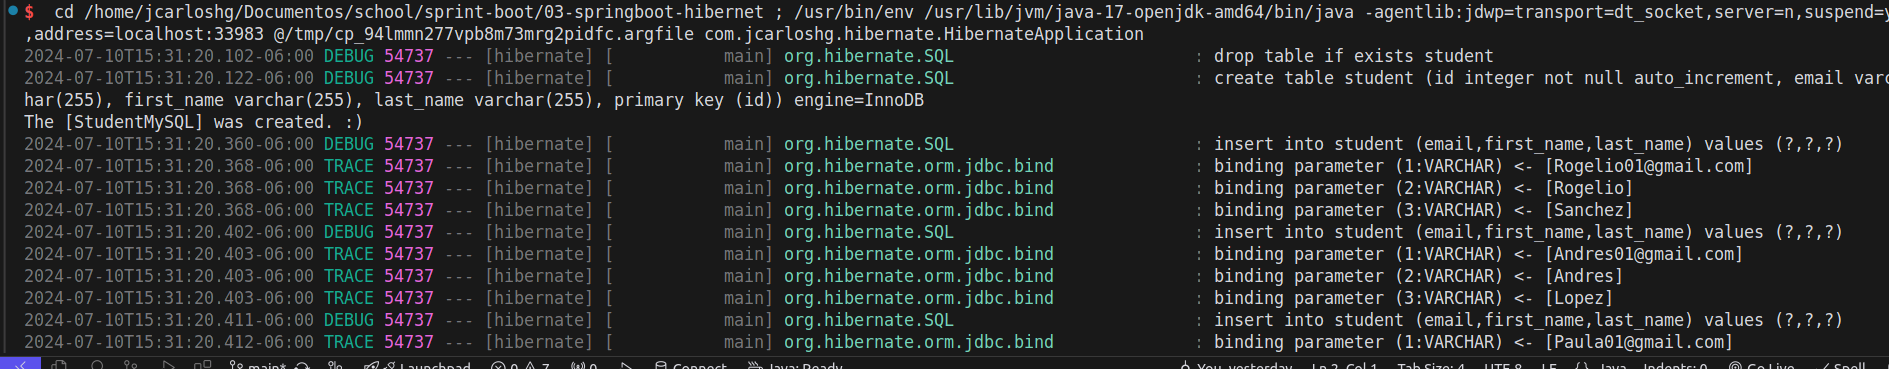 $ cd /home/jcarloshg/Documentos/school/sprint-boot/03-springboot-hibernet ; /usr/bin/env /usr/lib/jvm/java-17-openjdk-amd64/bin/java -agentlib:jdwp=transport=dt_socket,server=n,suspend=y
,address=localhost:33983 @/tmp/cp_94lmmn277vpb8m73mrg2pidfc.argfile com.jcarloshg.hibernate.HibernateApplication
2024-07-10T15:31:20.102-06:00 DEBUG 54737 --- [hibernate] [ main] org.hibernate.SQL : drop table if exists student
2024-07-10T15:31:20.122-06:00 DEBUG 54737 --- [hibernate] [ main] org.hibernate.SQL : create table student (id integer not null auto_increment, email varc
har(255), first_name varchar(255), last_name varchar(255), primary key (id)) engine=InnoDB
The [StudentMySQL] was created. :)
2024-07-10T15:31:20.360-06:00 DEBUG 54737 --- [hibernate] [ main] org.hibernate.SQL : insert into student (email,first_name,last_name) values (?,?,?)
2024-07-10T15:31:20.368-06:00 TRACE 54737 --- [hibernate] [ main] org.hibernate.orm.jdbc.bind : binding parameter (1:VARCHAR) <- [Rogelio01@gmail.com]
2024-07-10T15:31:20.368-06:00 TRACE 54737 --- [hibernate] [ main] org.hibernate.orm.jdbc.bind : binding parameter (2:VARCHAR) <- [Rogelio]
2024-07-10T15:31:20.368-06:00 TRACE 54737 --- [hibernate] [ main] org.hibernate.orm.jdbc.bind : binding parameter (3:VARCHAR) <- [Sanchez]
2024-07-10T15:31:20.402-06:00 DEBUG 54737 --- [hibernate] [ main] org.hibernate.SQL : insert into student (email,first_name,last_name) values (?,?,?)
2024-07-10T15:31:20.403-06:00 TRACE 54737 --- [hibernate] [ main] org.hibernate.orm.jdbc.bind : binding parameter (1:VARCHAR) <- [Andres01@gmail.com]
2024-07-10T15:31:20.403-06:00 TRACE 54737 --- [hibernate] [ main] org.hibernate.orm.jdbc.bind : binding parameter (2:VARCHAR) <- [Andres]
2024-07-10T15:31:20.403-06:00 TRACE 54737 --- [hibernate] [ main] org.hibernate.orm.jdbc.bind : binding parameter (3:VARCHAR) <- [Lopez]
2024-07-10T15:31:20.411-06:00 DEBUG 54737 --- [hibernate] [ main] org.hibernate.SQL : insert into student (email,first_name,last_name) values (?,?,?)
2024-07-10T15:31:20.412-06:00 TRACE 54737 --- [hibernate] [ main] org.hibernate.orm.jdbc.bind : binding parameter (1:VARCHAR) <- [Paula01@gmail.com]
main* Launchpad 0 7 0 Connect Java: Ready You, yesterday Ln 2, Col 1 Tab Size: 4 UTF-8 LF {} Java Indents: 0 Go Live Spell